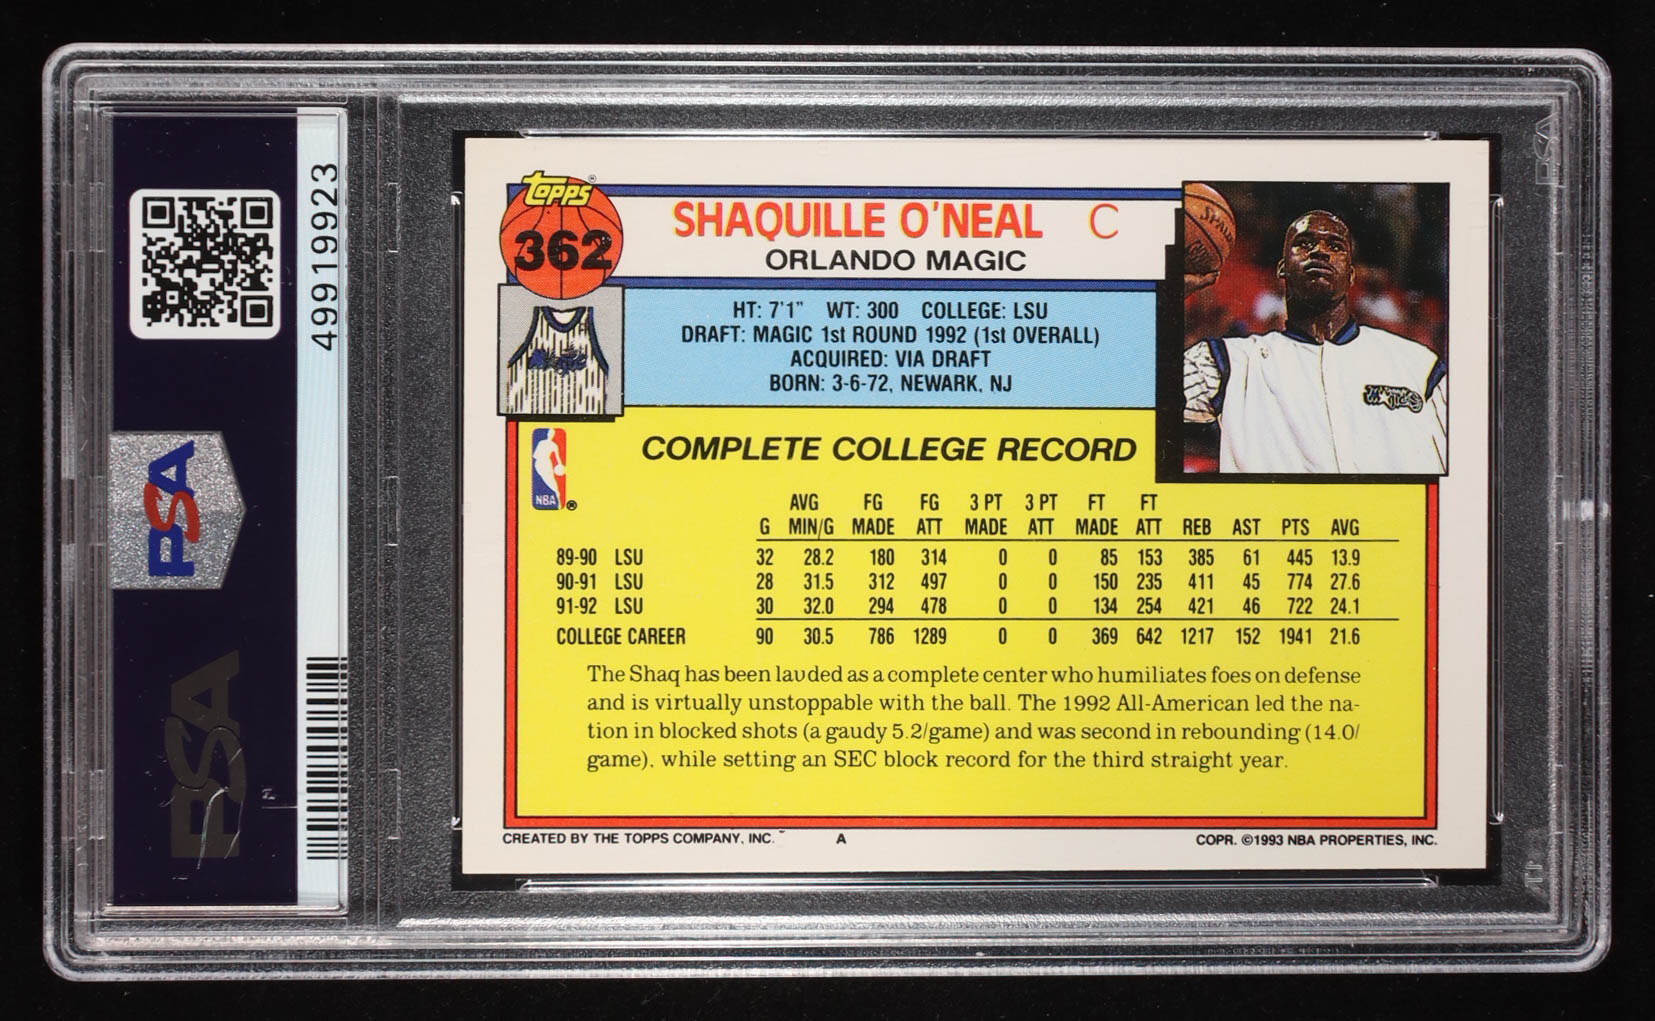 49919923
PSA
PSA
PSA
Topps®
362
SHAQUILLE O'NEAL C
ORLANDO MAGIC
Magic
SPALDING
Magic
HT: 7'1" WT: 300 COLLEGE: LSU
DRAFT: MAGIC 1st ROUND 1992 (1st OVERALL)
ACQUIRED: VIA DRAFT
BORN: 3-6-72, NEWARK, NJ
NBA ®
COMPLETE COLLEGE RECORD
AVG FG FG 3 PT 3 PT FT FT
G MIN/G MADE ATT MADE ATT MADE ATT REB AST PTS AVG
89-90 LSU 32 28.2 180 314 0 0 85 153 385 61 445 13.9
90-91 LSU 28 31.5 312 497 0 0 150 235 411 45 774 27.6
91-92 LSU 30 32.0 294 478 0 0 134 254 421 46 722 24.1
COLLEGE CAREER 90 30.5 786 1289 0 0 369 642 1217 152 1941 21.6
The Shaq has been lauded as a complete center who humiliates foes on defense
and is virtually unstoppable with the ball. The 1992 All-American led the na-
tion in blocked shots (a gaudy 5.2/game) and was second in rebounding (14.0/
game), while setting an SEC block record for the third straight year.
CREATED BY THE TOPPS COMPANY, INC. A COPR. ©1993 NBA PROPERTIES, INC.